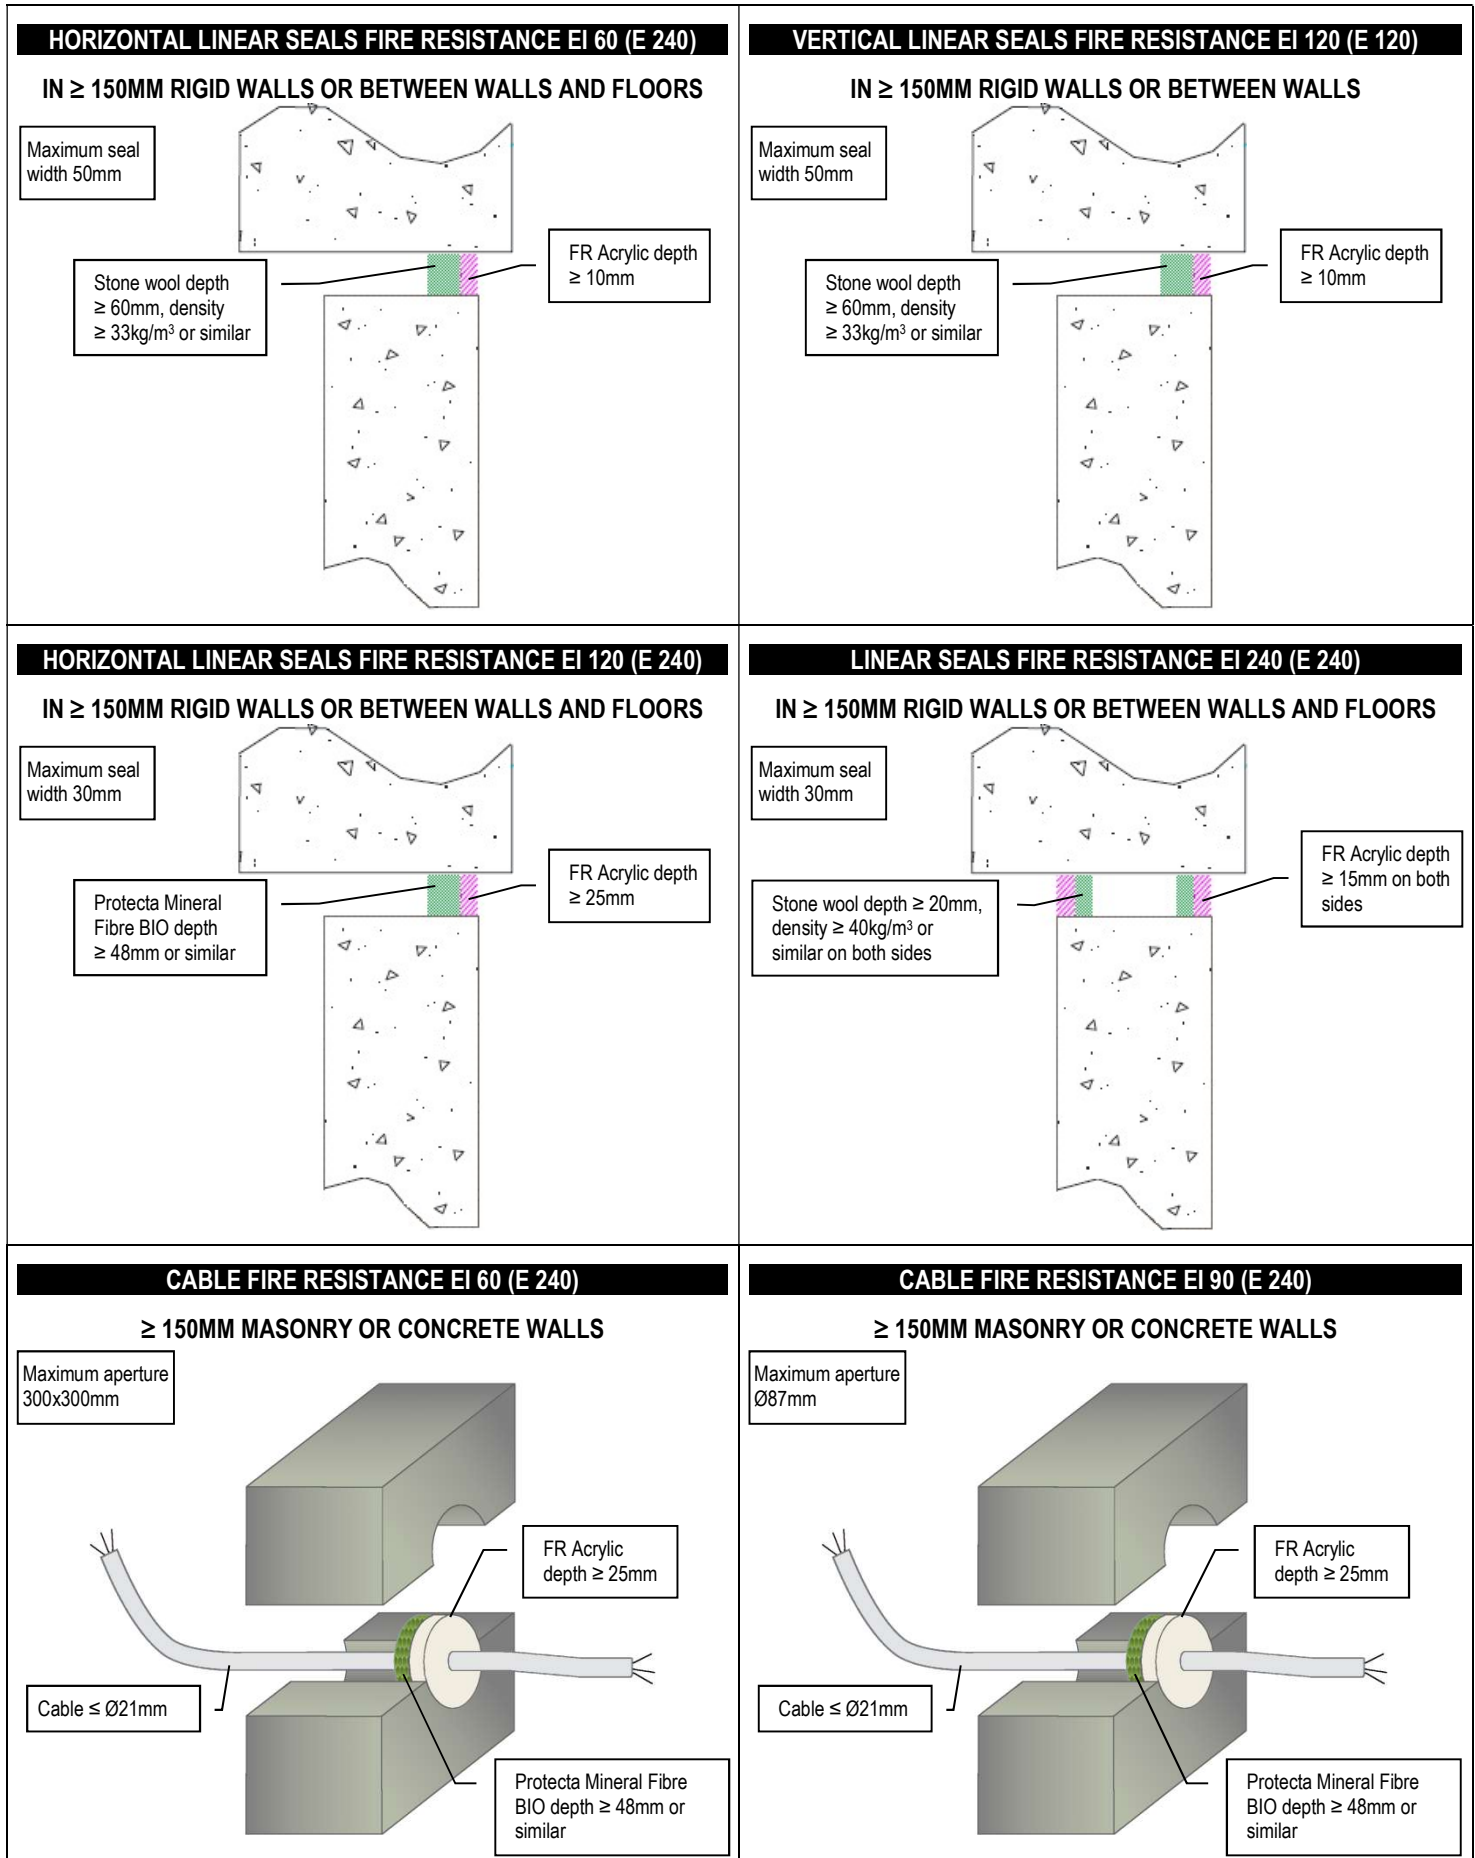 HORIZONTAL LINEAR SEALS FIRE RESISTANCE EI 60 (E 240)
IN ≥ 150MM RIGID WALLS OR BETWEEN WALLS AND FLOORS
Maximum seal
width 50mm
FR Acrylic depth
≥ 10mm
Stone wool depth
≥ 60mm, density
≥ 33kg/m³ or similar
VERTICAL LINEAR SEALS FIRE RESISTANCE EI 120 (E 120)
IN ≥ 150MM RIGID WALLS OR BETWEEN WALLS
Maximum seal
width 50mm
FR Acrylic depth
≥ 10mm
Stone wool depth
≥ 60mm, density
≥ 33kg/m³ or similar
HORIZONTAL LINEAR SEALS FIRE RESISTANCE EI 120 (E 240)
IN ≥ 150MM RIGID WALLS OR BETWEEN WALLS AND FLOORS
Maximum seal
width 30mm
FR Acrylic depth
≥ 25mm
Protecta Mineral
Fibre BIO depth
≥ 48mm or similar
LINEAR SEALS FIRE RESISTANCE EI 240 (E 240)
IN ≥ 150MM RIGID WALLS OR BETWEEN WALLS AND FLOORS
Maximum seal
width 30mm
FR Acrylic depth
≥ 15mm on both
sides
Stone wool depth ≥ 20mm,
density ≥ 40kg/m³ or
similar on both sides
CABLE FIRE RESISTANCE EI 60 (E 240)
≥ 150MM MASONRY OR CONCRETE WALLS
Maximum aperture
300x300mm
FR Acrylic
depth ≥ 25mm
Cable ≤ Ø21mm
Protecta Mineral Fibre
BIO depth ≥ 48mm or
similar
CABLE FIRE RESISTANCE EI 90 (E 240)
≥ 150MM MASONRY OR CONCRETE WALLS
Maximum aperture
Ø87mm
FR Acrylic
depth ≥ 25mm
Cable ≤ Ø21mm
Protecta Mineral Fibre
BIO depth ≥ 48mm or
similar